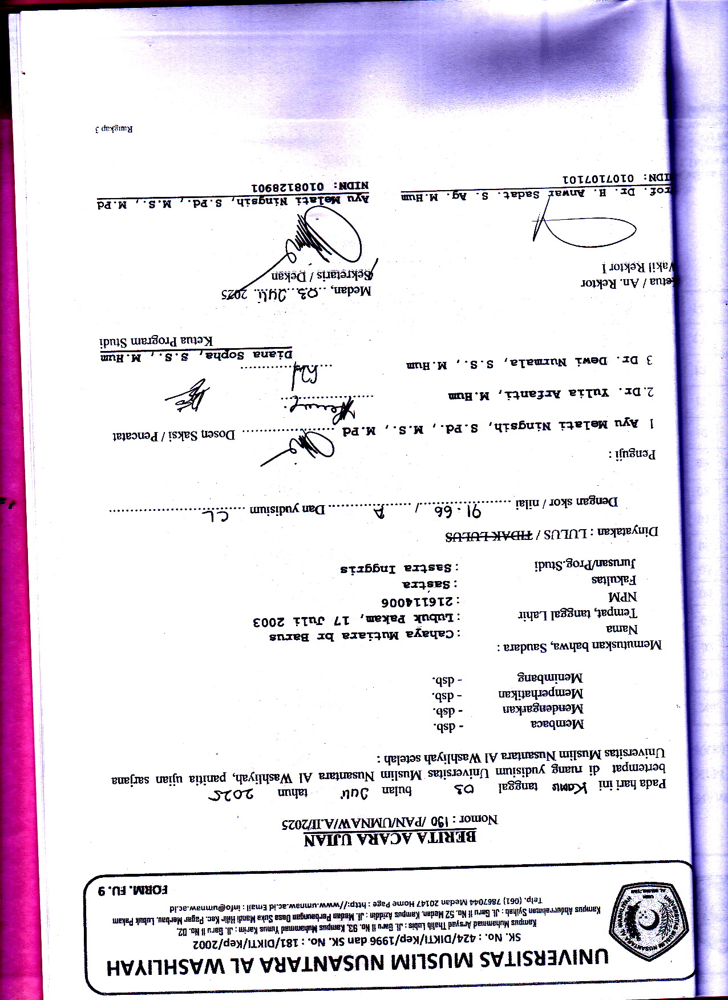 UNIVERSITAS MUSLIM NUSANTARA AL WASHLIYAH
SK. No. : 424/DIKTI/Kep/1996 dan SK. No. : 181/DIKTI/Kep/2002
Kampus Muhammad Arsyad Thalib Lubis : Jl. Garu II No. 93, Kampus Muhammad Yunus Karim : Jl. Garu II No. 02,
Kampus Abdurrahman Syihab : Jl. Garu II No. 52 Medan, Kampus Aziddin : Jl. Medan Perbaungan Desa Suka Mandi Hilir Kec. Pagar Merbau, Lubuk Pakam
Telp. (061) 7867044 Medan 20147 Home Page : http://www.umnaw.ac.id Email : info@umnaw.ac.id
FORM. FU. 9
BERITA ACARA UJIAN
Nomor : 190 /PAN/UMNAW/A.II/2025
Pada hari ini Kamis tanggal 03 bulan Juli tahun 2025
bertempat di ruang yudisium Universitas Muslim Nusantara Al Washliyah, panitia ujian sarjana
Universitas Muslim Nusantara Al Washliyah setelah :
Membaca - dsb.
Mendengarkan - dsb.
Memperhatikan - dsb.
Menimbang - dsb.
Memutuskan bahwa, Saudara :
Nama : Cahaya Mutiara br Barus
Tempat, tanggal Lahir : Lubuk Pakam, 17 Juli 2003
NPM : 216114006
Fakultas : Sastra
Jurusan/Prog.Studi : Sastra Inggris
Dinyatakan : LULUS / TIDAK LULUS
Dengan skor / nilai 91.66 / A Dan yudisium CL
Penguji :
1 Ayu Melati Ningsih, S.Pd., M.S., M.Pd Dosen Saksi / Pencatat
2. Dr. Yulia Arfanti, M.Hum
3 Dr. Dewi Nurmala, S.S., M.Hum
Diana Sopha, S.S., M.Hum
Ketua Program Studi
Medan, 03 Juli 2025
etua / An. Rektor Sekretaris / Dekan
Wakil Rektor I
rof. Dr. H. Anwar Sadat. S. Ag. M.Hum Ayu Melati Ningsih, S.Pd., M.S., M.Pd
IDN: 0107107101 NIDN: 0108128901
Rangkap 3